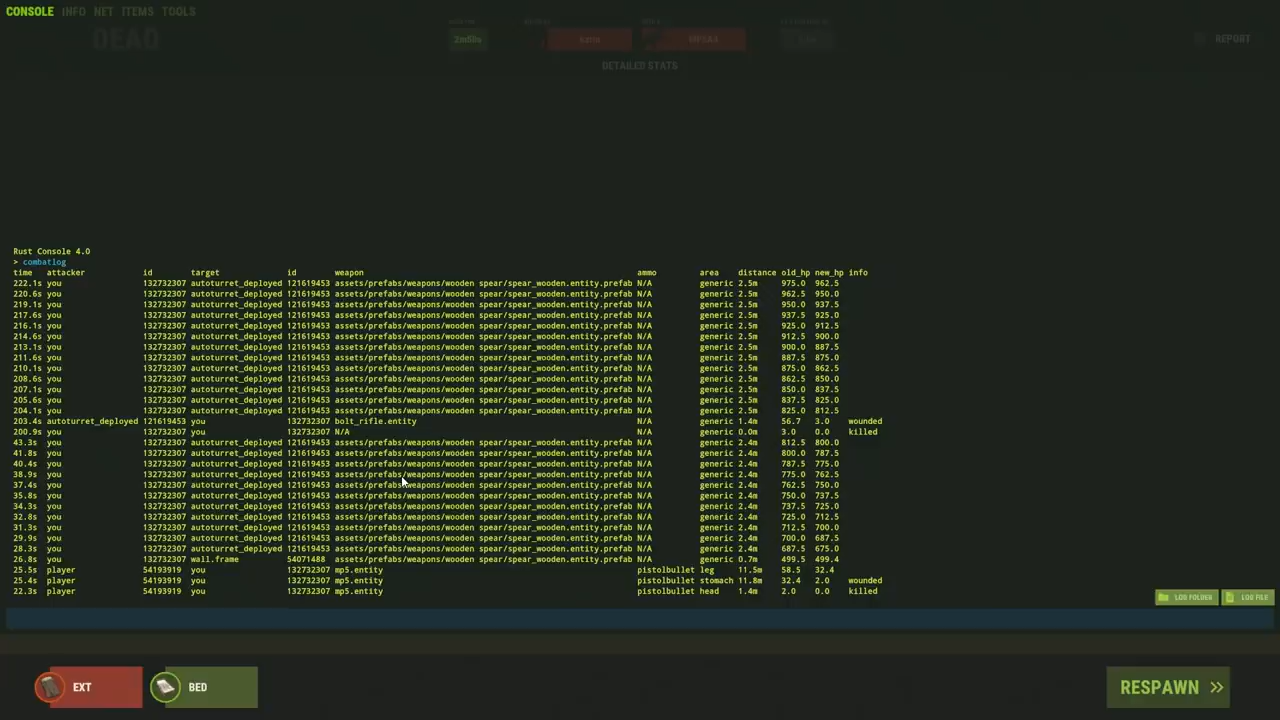 CONSOLE INFO NET ITEMS TOOLS
DEAD
2m59s
REPORT
DETAILED STATS
Rust Console 4.0
> combatlog
time attacker id target id weapon ammo area distance old_hp new_hp info
222.1s you 132732307 autoturret_deployed 121619453 assets/prefabs/weapons/wooden spear/spear_wooden.entity.prefab N/A generic 2.5m 975.0 962.5
220.6s you 132732307 autoturret_deployed 121619453 assets/prefabs/weapons/wooden spear/spear_wooden.entity.prefab N/A generic 2.5m 962.5 950.0
219.1s you 132732307 autoturret_deployed 121619453 assets/prefabs/weapons/wooden spear/spear_wooden.entity.prefab N/A generic 2.5m 950.0 937.5
217.6s you 132732307 autoturret_deployed 121619453 assets/prefabs/weapons/wooden spear/spear_wooden.entity.prefab N/A generic 2.5m 937.5 925.0
216.1s you 132732307 autoturret_deployed 121619453 assets/prefabs/weapons/wooden spear/spear_wooden.entity.prefab N/A generic 2.5m 925.0 912.5
214.6s you 132732307 autoturret_deployed 121619453 assets/prefabs/weapons/wooden spear/spear_wooden.entity.prefab N/A generic 2.5m 912.5 900.0
213.1s you 132732307 autoturret_deployed 121619453 assets/prefabs/weapons/wooden spear/spear_wooden.entity.prefab N/A generic 2.5m 900.0 887.5
211.6s you 132732307 autoturret_deployed 121619453 assets/prefabs/weapons/wooden spear/spear_wooden.entity.prefab N/A generic 2.5m 887.5 875.0
210.1s you 132732307 autoturret_deployed 121619453 assets/prefabs/weapons/wooden spear/spear_wooden.entity.prefab N/A generic 2.5m 875.0 862.5
208.6s you 132732307 autoturret_deployed 121619453 assets/prefabs/weapons/wooden spear/spear_wooden.entity.prefab N/A generic 2.5m 862.5 850.0
207.1s you 132732307 autoturret_deployed 121619453 assets/prefabs/weapons/wooden spear/spear_wooden.entity.prefab N/A generic 2.5m 850.0 837.5
205.6s you 132732307 autoturret_deployed 121619453 assets/prefabs/weapons/wooden spear/spear_wooden.entity.prefab N/A generic 2.5m 837.5 825.0
204.1s you 132732307 autoturret_deployed 121619453 assets/prefabs/weapons/wooden spear/spear_wooden.entity.prefab N/A generic 2.5m 825.0 812.5
203.4s autoturret_deployed 121619453 you 132732307 bolt_rifle.entity N/A generic 1.4m 56.7 3.0 wounded
200.9s you 132732307 you 132732307 N/A N/A generic 0.0m 3.0 0.0 killed
43.3s you 132732307 autoturret_deployed 121619453 assets/prefabs/weapons/wooden spear/spear_wooden.entity.prefab N/A generic 2.4m 812.5 800.0
41.8s you 132732307 autoturret_deployed 121619453 assets/prefabs/weapons/wooden spear/spear_wooden.entity.prefab N/A generic 2.4m 800.0 787.5
40.4s you 132732307 autoturret_deployed 121619453 assets/prefabs/weapons/wooden spear/spear_wooden.entity.prefab N/A generic 2.4m 787.5 775.0
38.9s you 132732307 autoturret_deployed 121619453 assets/prefabs/weapons/wooden spear/spear_wooden.entity.prefab N/A generic 2.4m 775.0 762.5
37.4s you 132732307 autoturret_deployed 121619453 assets/prefabs/weapons/wooden spear/spear_wooden.entity.prefab N/A generic 2.4m 762.5 750.0
35.8s you 132732307 autoturret_deployed 121619453 assets/prefabs/weapons/wooden spear/spear_wooden.entity.prefab N/A generic 2.4m 750.0 737.5
34.3s you 132732307 autoturret_deployed 121619453 assets/prefabs/weapons/wooden spear/spear_wooden.entity.prefab N/A generic 2.4m 737.5 725.0
32.8s you 132732307 autoturret_deployed 121619453 assets/prefabs/weapons/wooden spear/spear_wooden.entity.prefab N/A generic 2.4m 725.0 712.5
31.3s you 132732307 autoturret_deployed 121619453 assets/prefabs/weapons/wooden spear/spear_wooden.entity.prefab N/A generic 2.4m 712.5 700.0
29.9s you 132732307 autoturret_deployed 121619453 assets/prefabs/weapons/wooden spear/spear_wooden.entity.prefab N/A generic 2.4m 700.0 687.5
28.3s you 132732307 autoturret_deployed 121619453 assets/prefabs/weapons/wooden spear/spear_wooden.entity.prefab N/A generic 2.4m 687.5 675.0
26.8s you 132732307 wall.frame 54071488 assets/prefabs/weapons/wooden spear/spear_wooden.entity.prefab N/A generic 0.7m 499.5 499.4
25.5s player 54193919 you 132732307 mp5.entity pistolbullet leg 11.5m 58.5 32.4
25.4s player 54193919 you 132732307 mp5.entity pistolbullet stomach 11.8m 32.4 2.0 wounded
22.3s player 54193919 you 132732307 mp5.entity pistolbullet head 1.4m 2.0 0.0 killed
LOG FOLDER LOG FILE
EXT BED RESPAWN